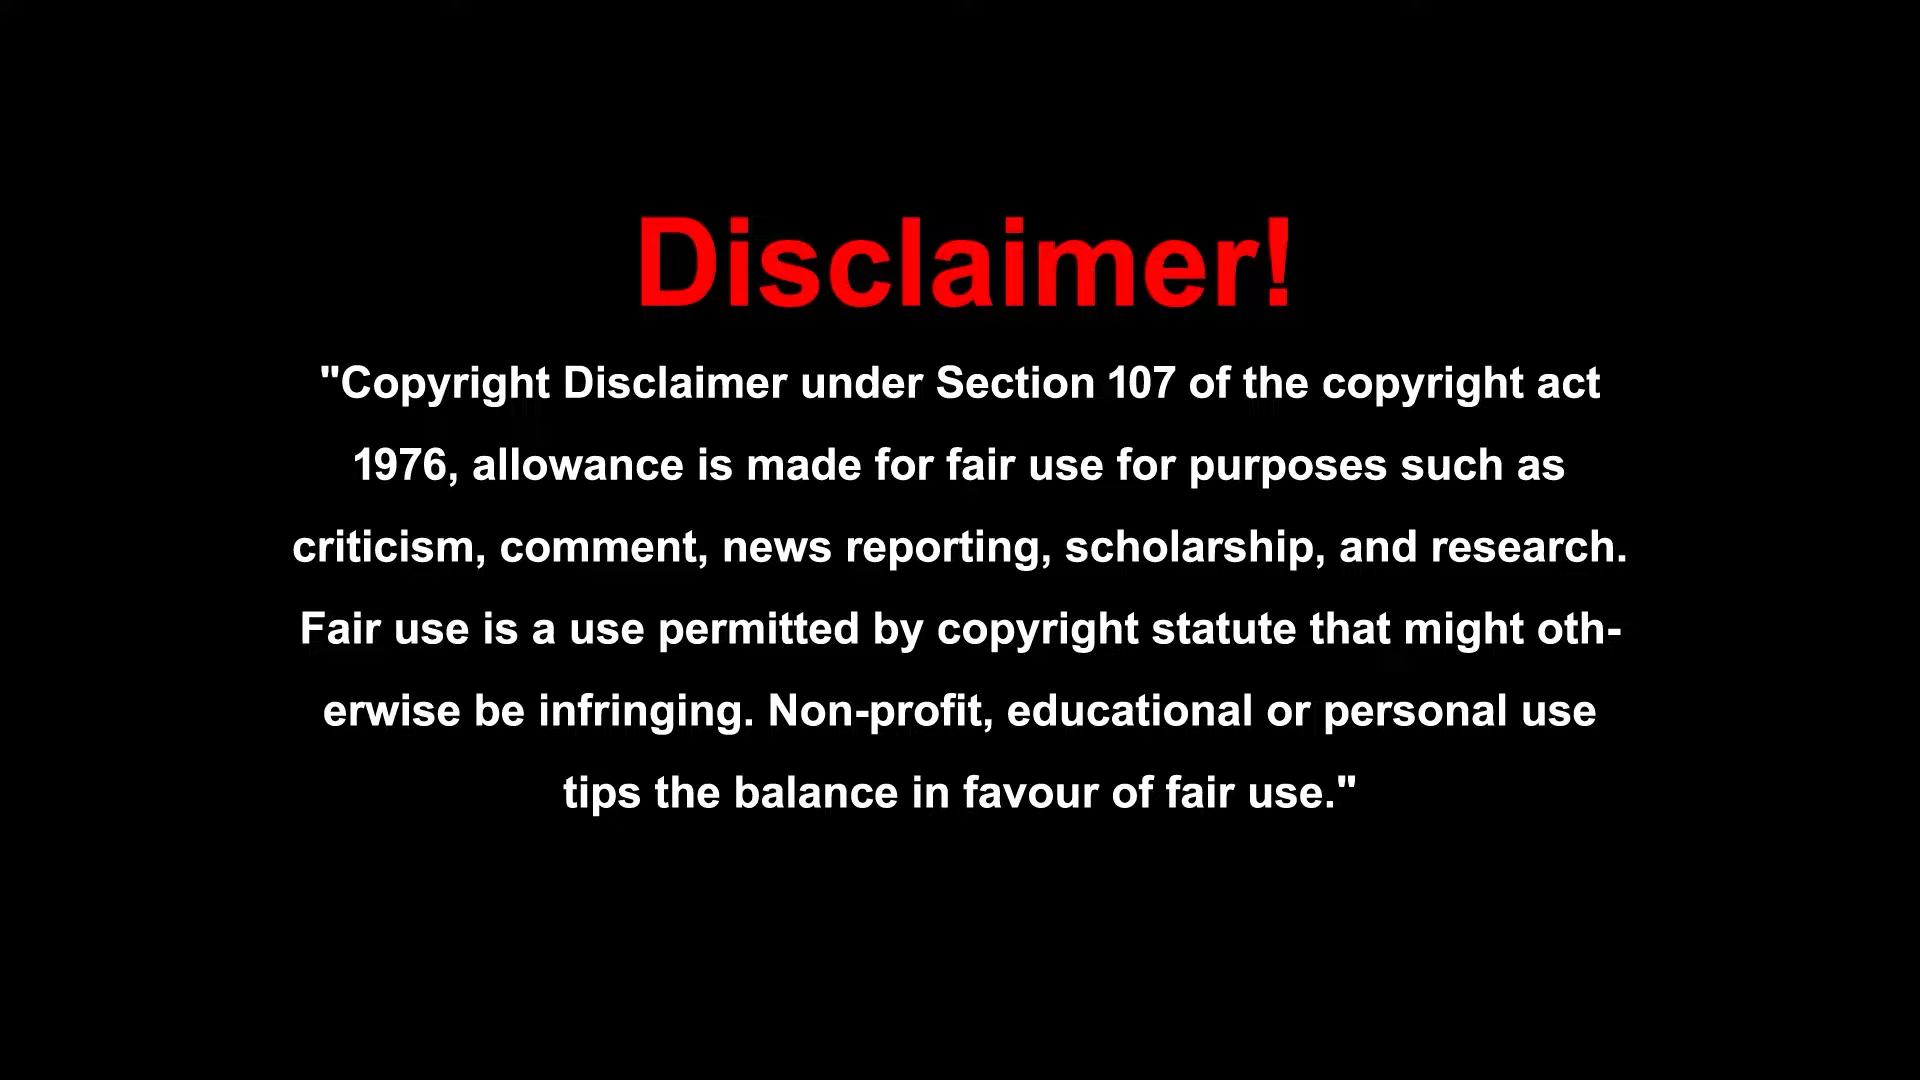 Disclaimer!
"Copyright Disclaimer under Section 107 of the copyright act
1976, allowance is made for fair use for purposes such as
criticism, comment, news reporting, scholarship, and research.
Fair use is a use permitted by copyright statute that might oth-
erwise be infringing. Non-profit, educational or personal use
tips the balance in favour of fair use."